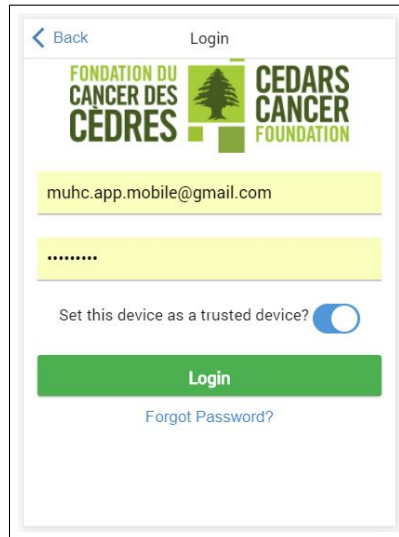 Back
Login
FONDATION DU
CANCER DES
CÈDRES
CEDARS
CANCER
FOUNDATION
muhc.app.mobile@gmail.com
•••••••••
Set this device as a trusted device?
Login
Forgot Password?